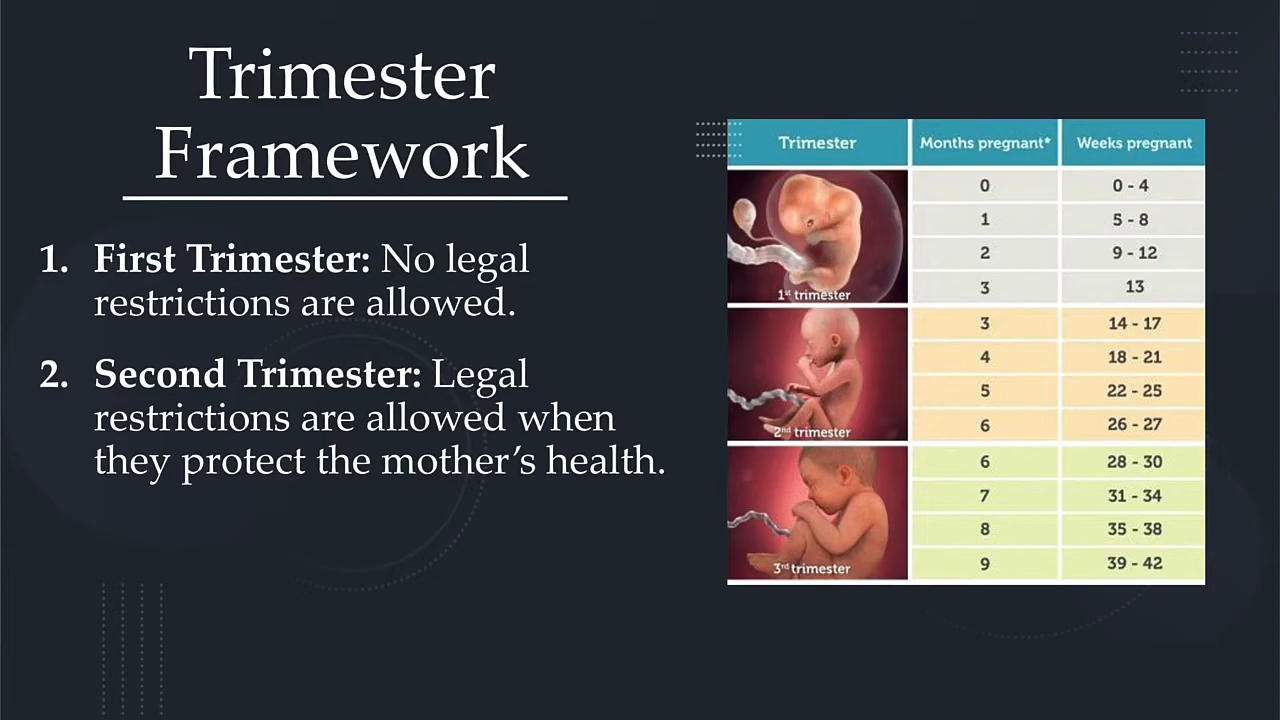 Trimester
Framework
1. First Trimester: No legal
restrictions are allowed.
2. Second Trimester: Legal
restrictions are allowed when
they protect the mother’s health.
Trimester Months pregnant* Weeks pregnant
0 0 - 4
1 5 - 8
2 9 - 12
3 13
1st trimester
3 14 - 17
4 18 - 21
5 22 - 25
6 26 - 27
2nd trimester
6 28 - 30
7 31 - 34
8 35 - 38
9 39 - 42
3rd trimester